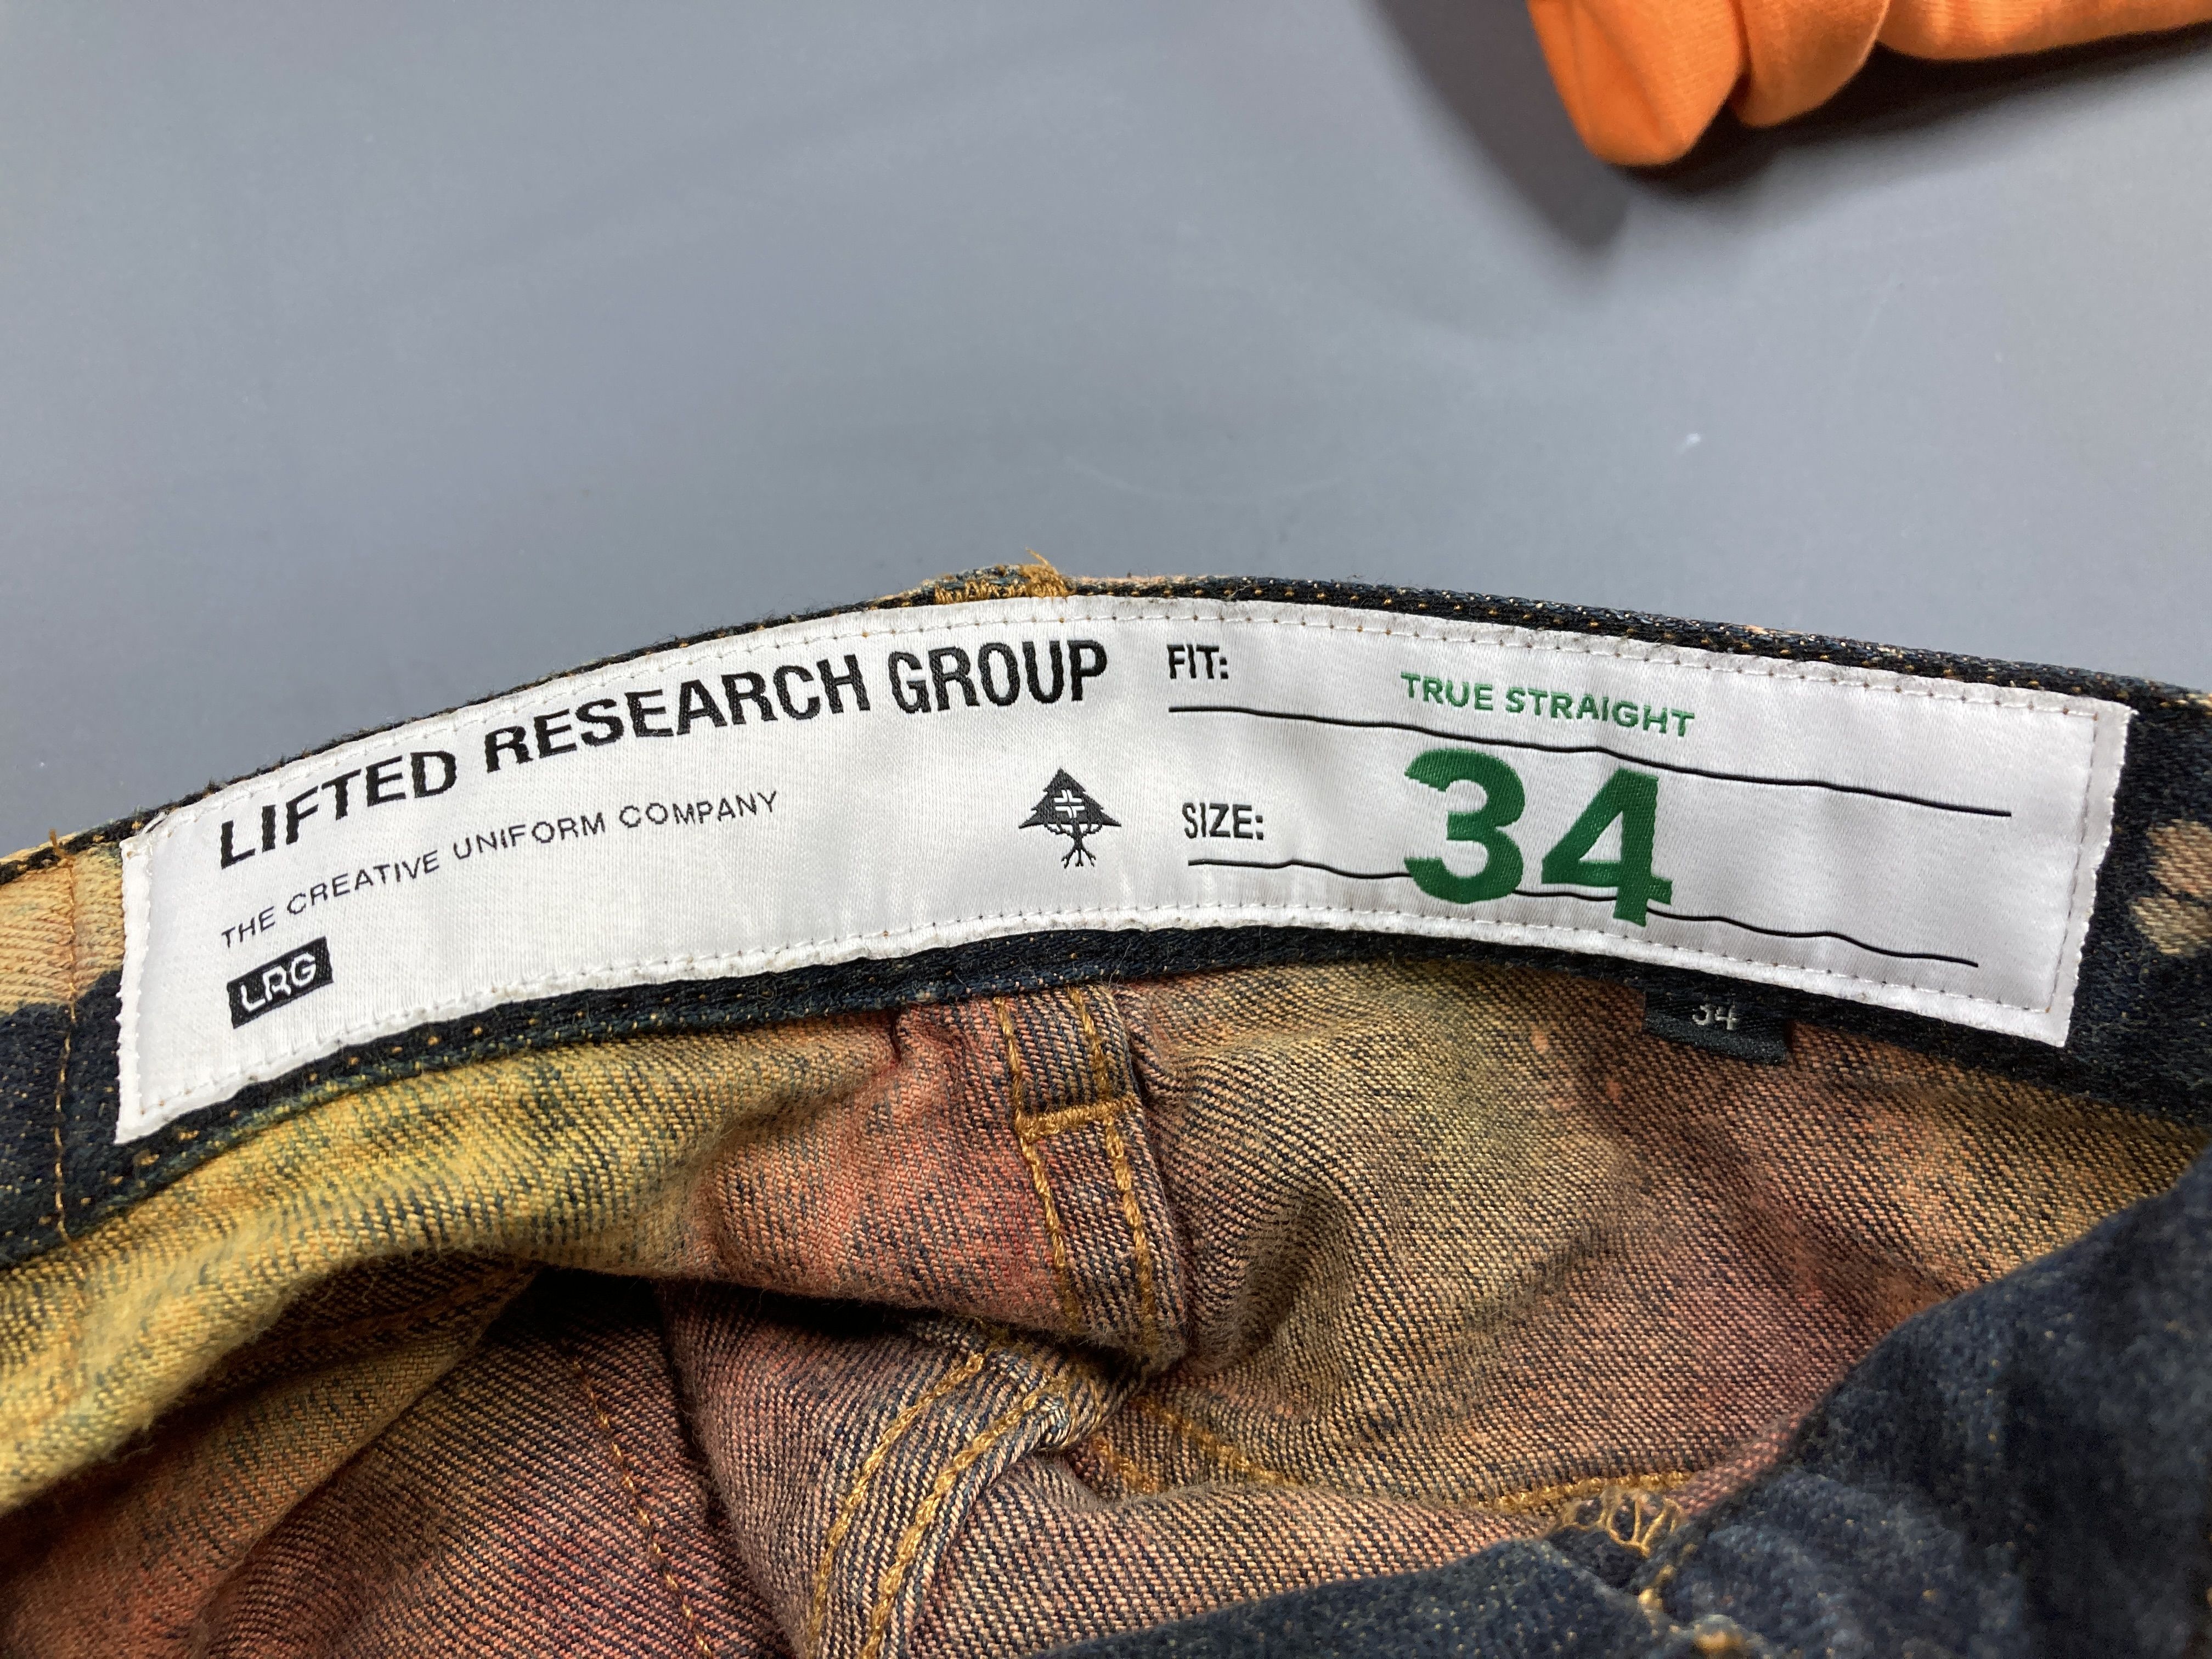 LIFTED RESEARCH GROUP
THE CREATIVE UNIFORM COMPANY
LRG
FIT: TRUE STRAIGHT
SIZE: 34
34